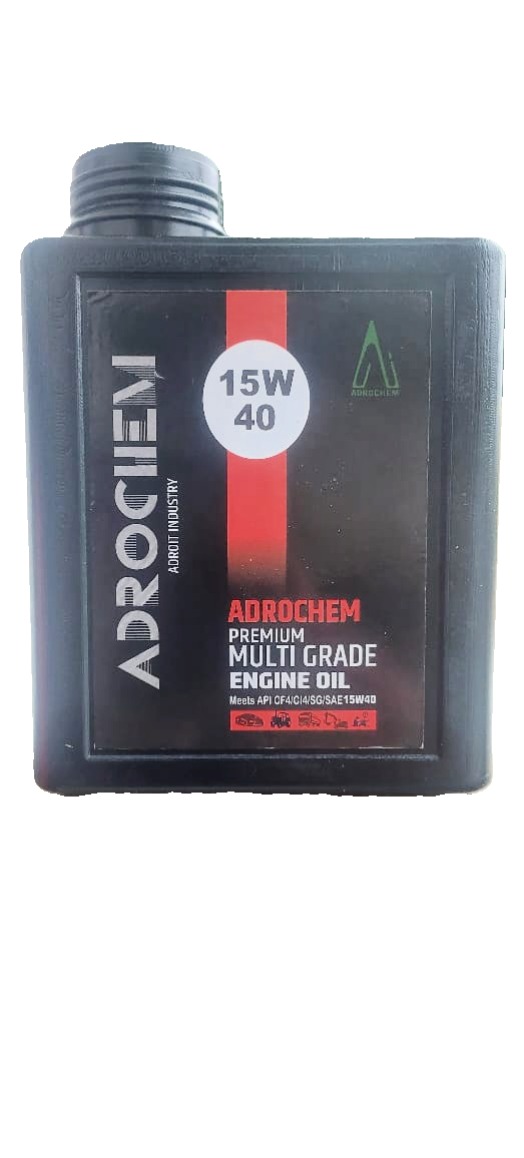 15W
40
ADROCHEM
ADROCHEM
ADROIT INDUSTRY
ADROCHEM
PREMIUM
MULTI GRADE
ENGINE OIL
Meets API CF4/CI4/SG/SAE15W40